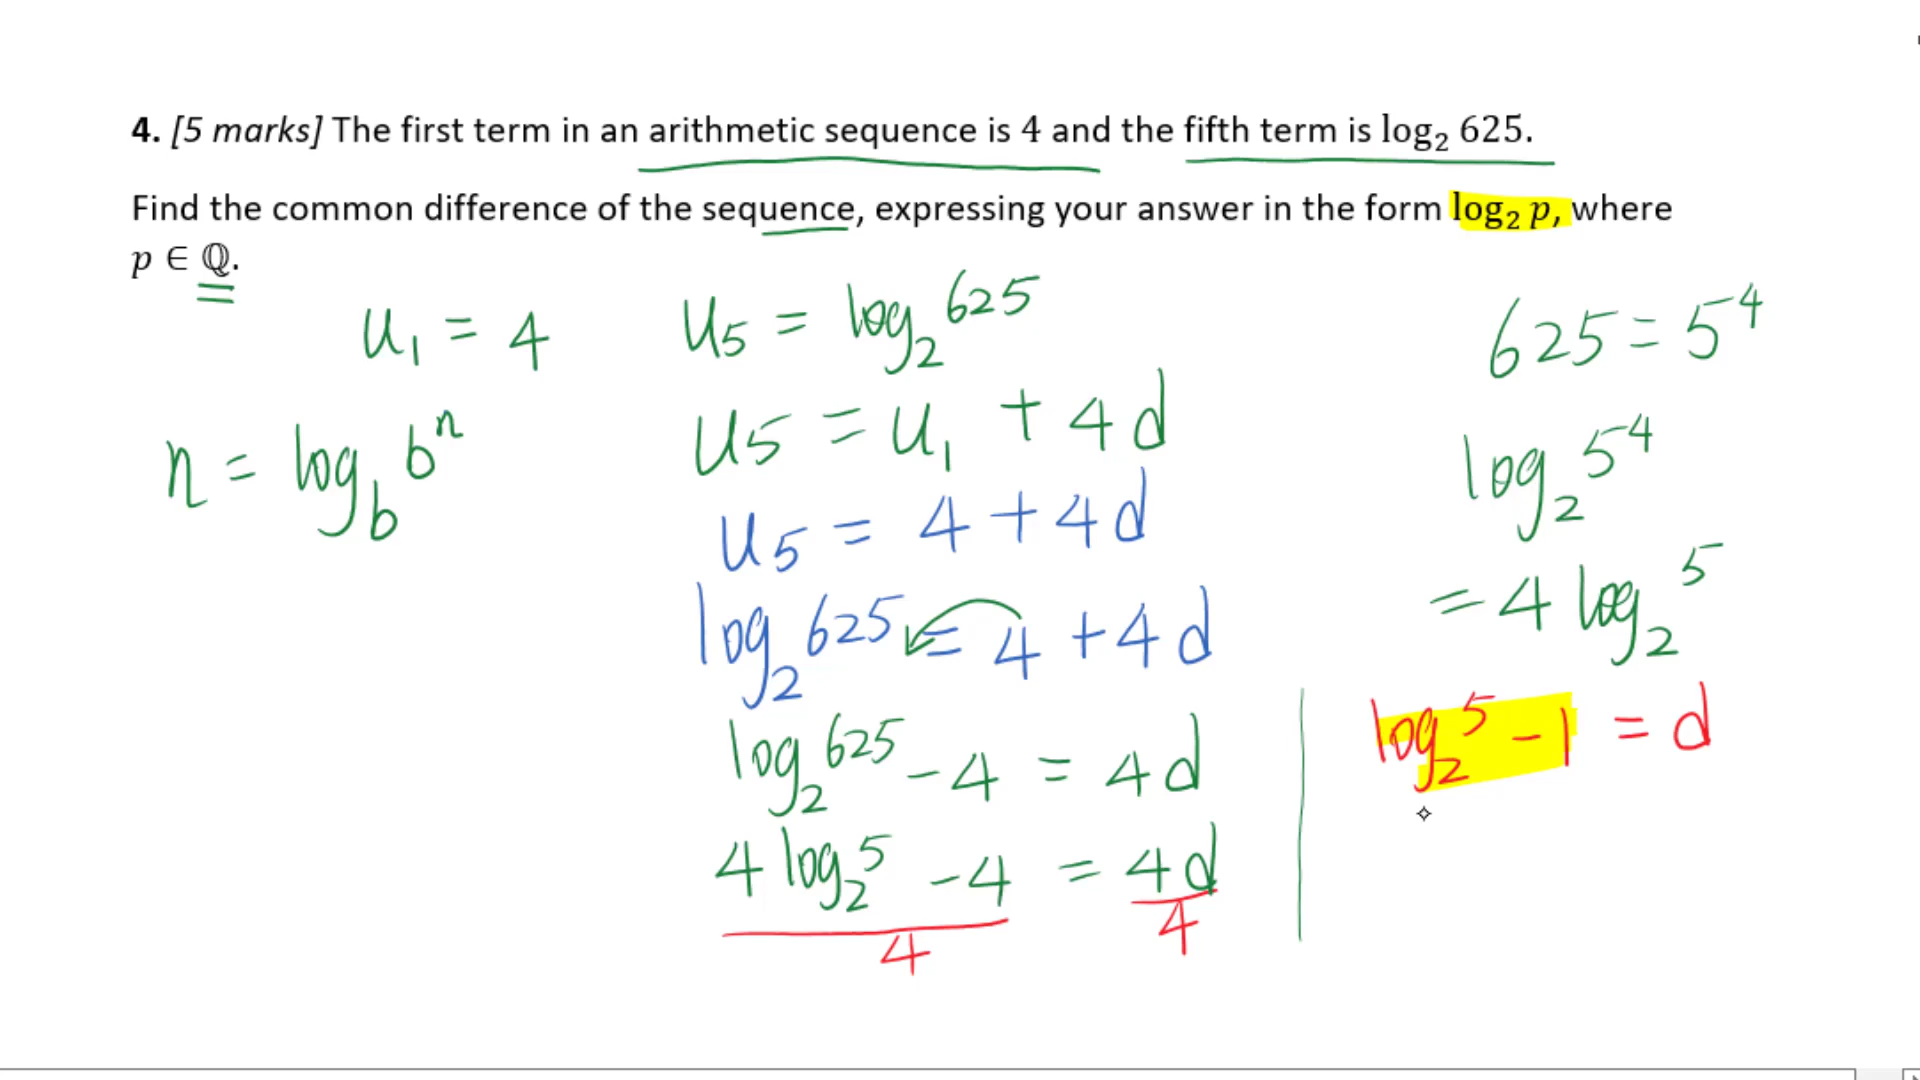 4. [5 marks] The first term in an arithmetic sequence is 4 and the fifth term is log₂ 625.
Find the common difference of the sequence, expressing your answer in the form log₂ p, where
p ∈ ℚ.
u₁ = 4
n = log_b bⁿ
u₅ = log₂ 625
u₅ = u₁ + 4d
u₅ = 4 + 4d
log₂ 625 = 4 + 4d
log₂ 625 - 4 = 4d
4 log₂ 5 - 4 = 4d
4 4
625 = 5⁴
log₂ 5⁴
= 4 log₂ 5
log₂ 5 - 1 = d